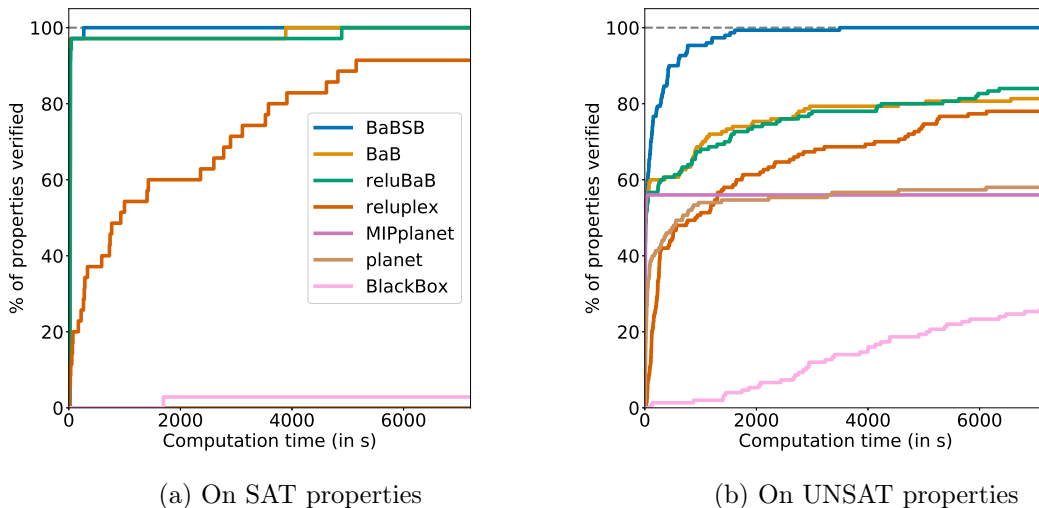 100
80
60
40
20
0
% of properties verified
BaBSB
BaB
reluBaB
reluplex
MIPplanet
planet
BlackBox
0 2000 4000 6000
Computation time (in s)
(a) On SAT properties
100
80
60
40
20
0
% of properties verified
0 2000 4000 6000
Computation time (in s)
(b) On UNSAT properties